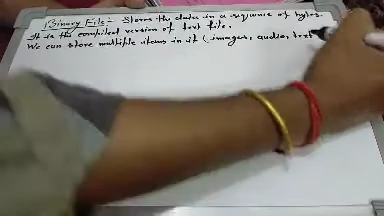 Binary File:- Stores the data in a sequence of bytes.
It is the compiled version of text file.
We can store multiple items in it (images, audio, text